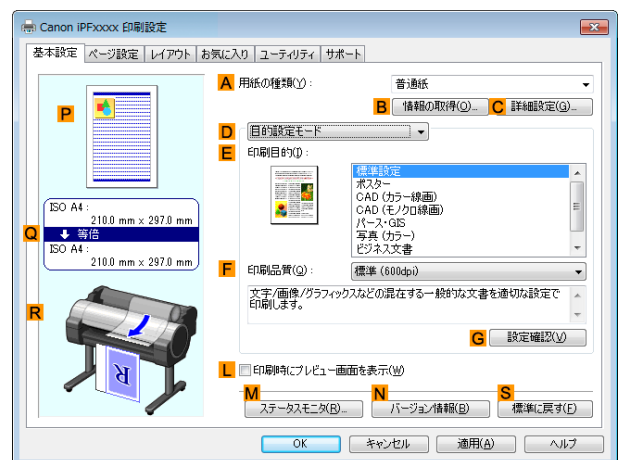 Canon iPFxxxx 印刷設定
基本設定 ページ設定 レイアウト お気に入り ユーティリティ サポート
A 用紙の種類(Y) : 普通紙
B 情報の取得(O)... C 詳細設定(G)...
D 目的設定モード
E 印刷目的(I) :
標準設定
ポスター
CAD (カラー線画)
CAD (モノクロ線画)
パース・GIS
写真 (カラー)
ビジネス文書
P
Q
ISO A4 :
210.0 mm × 297.0 mm
等倍
ISO A4 :
210.0 mm × 297.0 mm
F 印刷品質(Q) : 標準 (600dpi)
文字/画像/グラフィックスなどの混在する一般的な文書を適切な設定で
印刷します。
G 設定確認(V)
R
R
L 印刷時にプレビュー画面を表示(W)
M N S
ステータスモニタ(R)... バージョン情報(B) 標準に戻す(F)
OK キャンセル 適用(A) ヘルプ